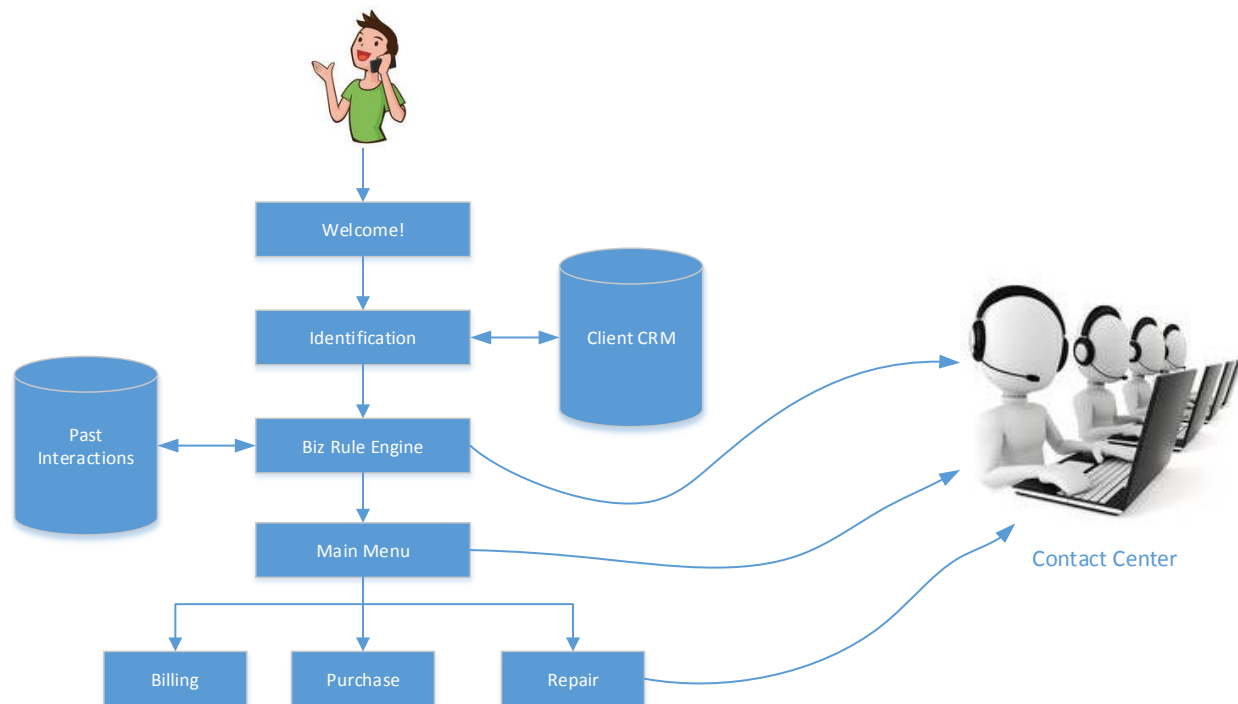 Welcome!
Identification
Client CRM
Past
Interactions
Biz Rule Engine
Main Menu
Contact Center
Billing
Purchase
Repair